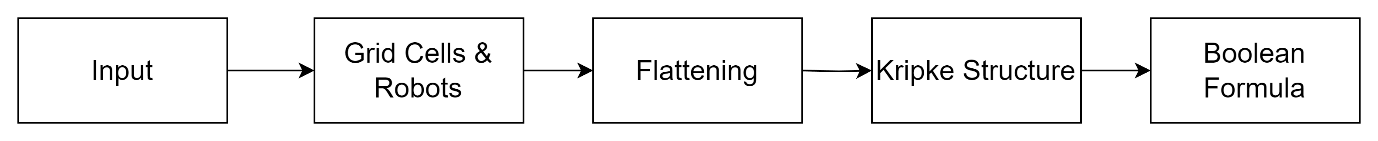 Input
Grid Cells &
Robots
Flattening
Kripke Structure
Boolean
Formula